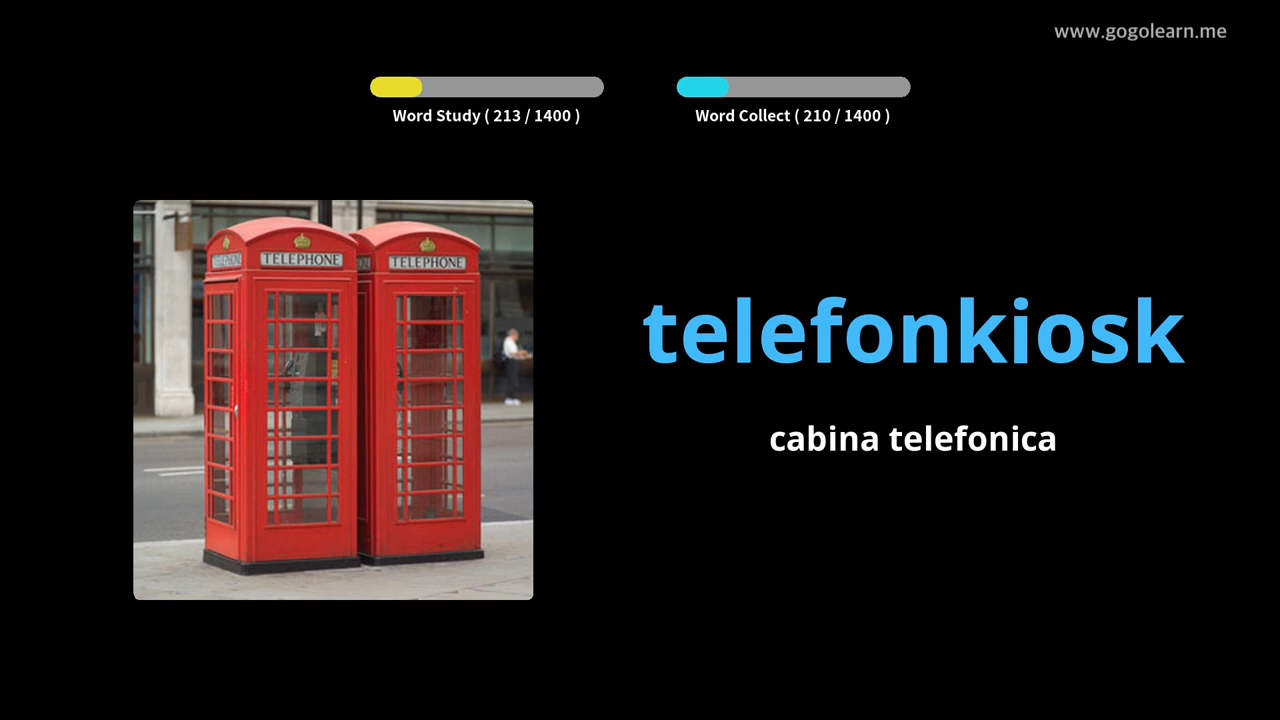 www.gogolearn.me
Word Study ( 213 / 1400 )
Word Collect ( 210 / 1400 )
TELEPHONE
TELEPHONE
telefonkiosk
cabina telefonica